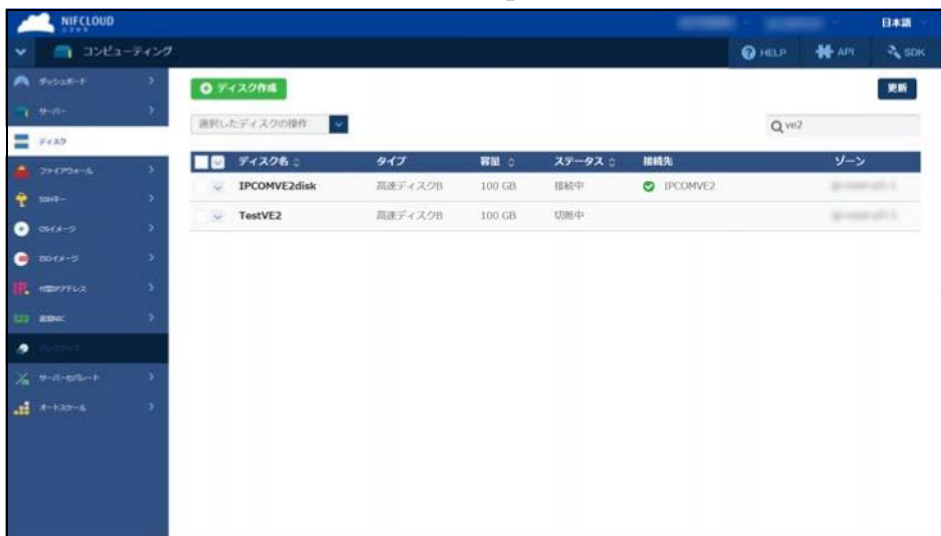 NIFCLOUD
日本語
コンピューティング
HELP
API
SDK
ダッシュボード
サーバー
ディスク
ファイアウォール
SSHキー
OSイメージ
ISOイメージ
付替IPアドレス
追加NIC
サーバーセパレート
オートスケール
ディスク作成
更新
選択したディスクの操作
ve2
ディスク名 タイプ 容量 ステータス 接続先 ゾーン
IPCOMVE2disk 高速ディスクB 100 GB 接続中 IPCOMVE2
TestVE2 高速ディスクB 100 GB 切断中